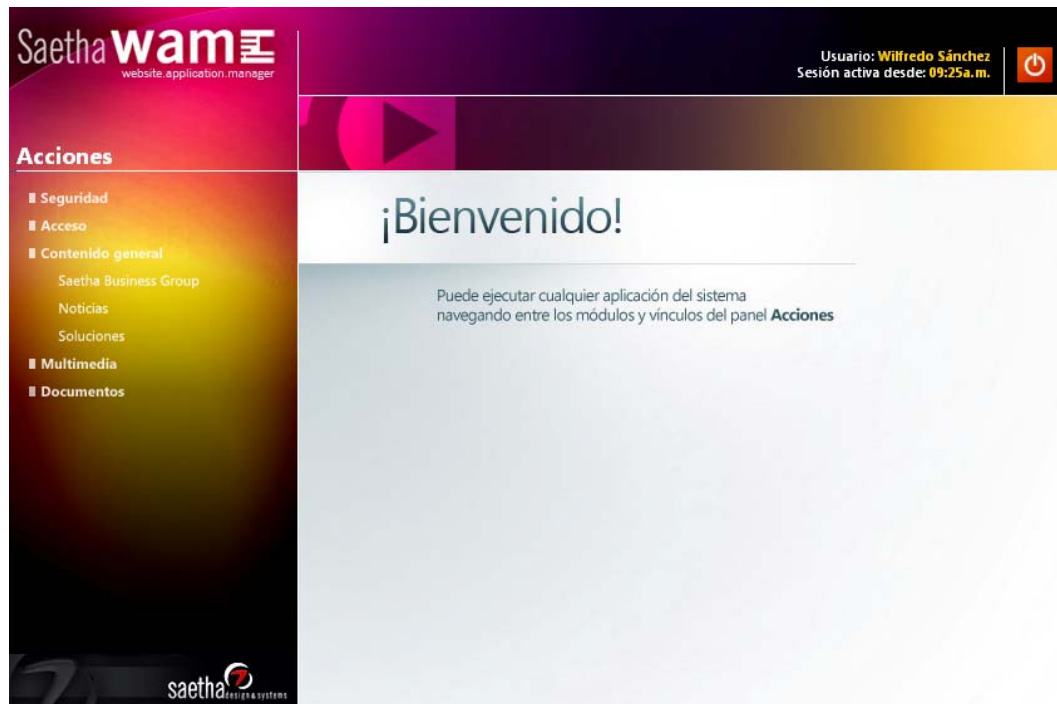 Saetha wam
website.application.manager
Usuario: Wilfredo Sánchez
Sesión activa desde: 09:25a.m.
Acciones
Seguridad
Acceso
Contenido general
Saetha Business Group
Noticias
Soluciones
Multimedia
Documentos
¡Bienvenido!
Puede ejecutar cualquier aplicación del sistema
navegando entre los módulos y vínculos del panel Acciones
saetha
design & systems